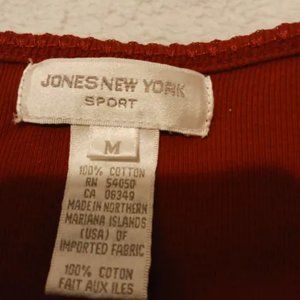 JONES NEW YORK
SPORT
M
100% COTTON
RN 54050
CA 08349
MADE IN NORTHERN
MARIANA ISLANDS
(USA) OF
IMPORTED FABRIC
100% COTON
FAIT AUX ILES